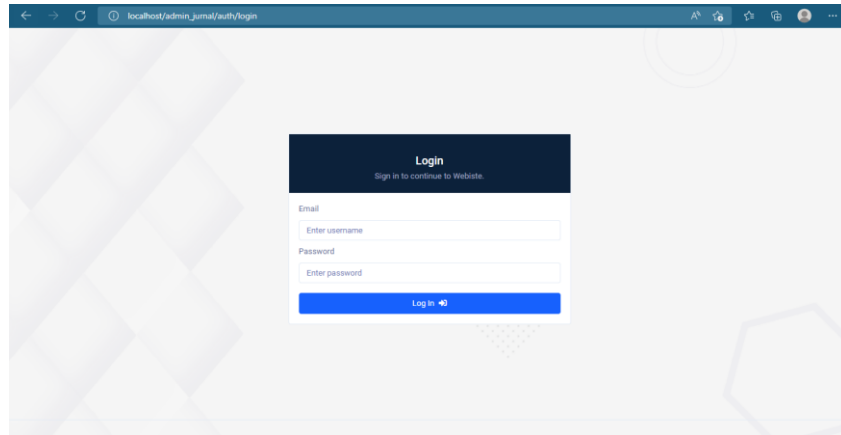 localhost/admin_jurnal/auth/login
Login
Sign in to continue to Webiste.
Email
Enter username
Password
Enter password
Log In